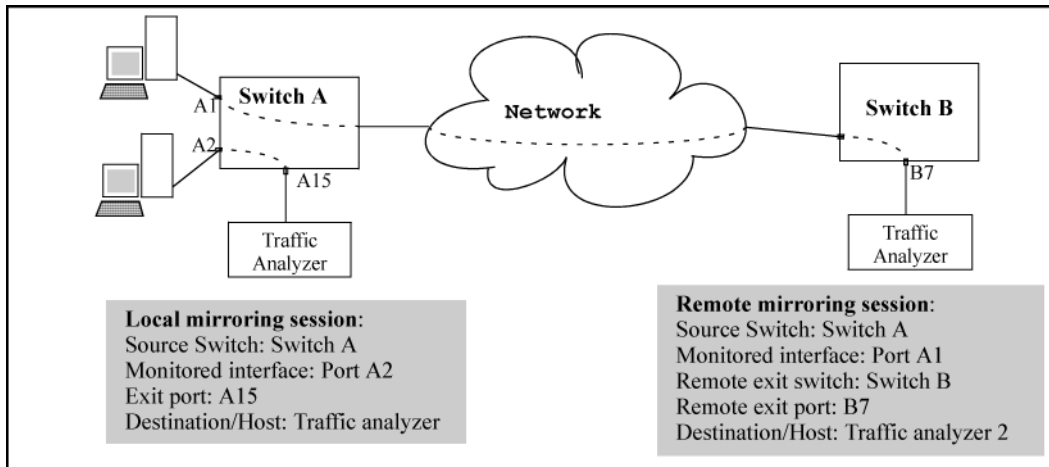 Switch A
A1
A2
A15
Traffic
Analyzer
Network
Switch B
B7
Traffic
Analyzer
Local mirroring session:
Source Switch: Switch A
Monitored interface: Port A2
Exit port: A15
Destination/Host: Traffic analyzer
Remote mirroring session:
Source Switch: Switch A
Monitored interface: Port A1
Remote exit switch: Switch B
Remote exit port: B7
Destination/Host: Traffic analyzer 2